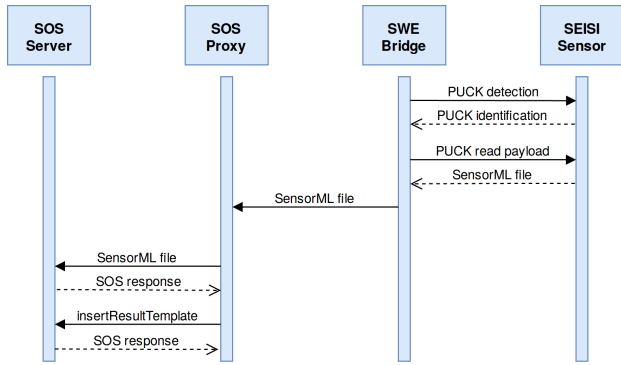 SOS
Server
SOS
Proxy
SWE
Bridge
SEISI
Sensor
PUCK detection
PUCK identification
PUCK read payload
SensorML file
SensorML file
SensorML file
SOS response
insertResultTemplate
SOS response